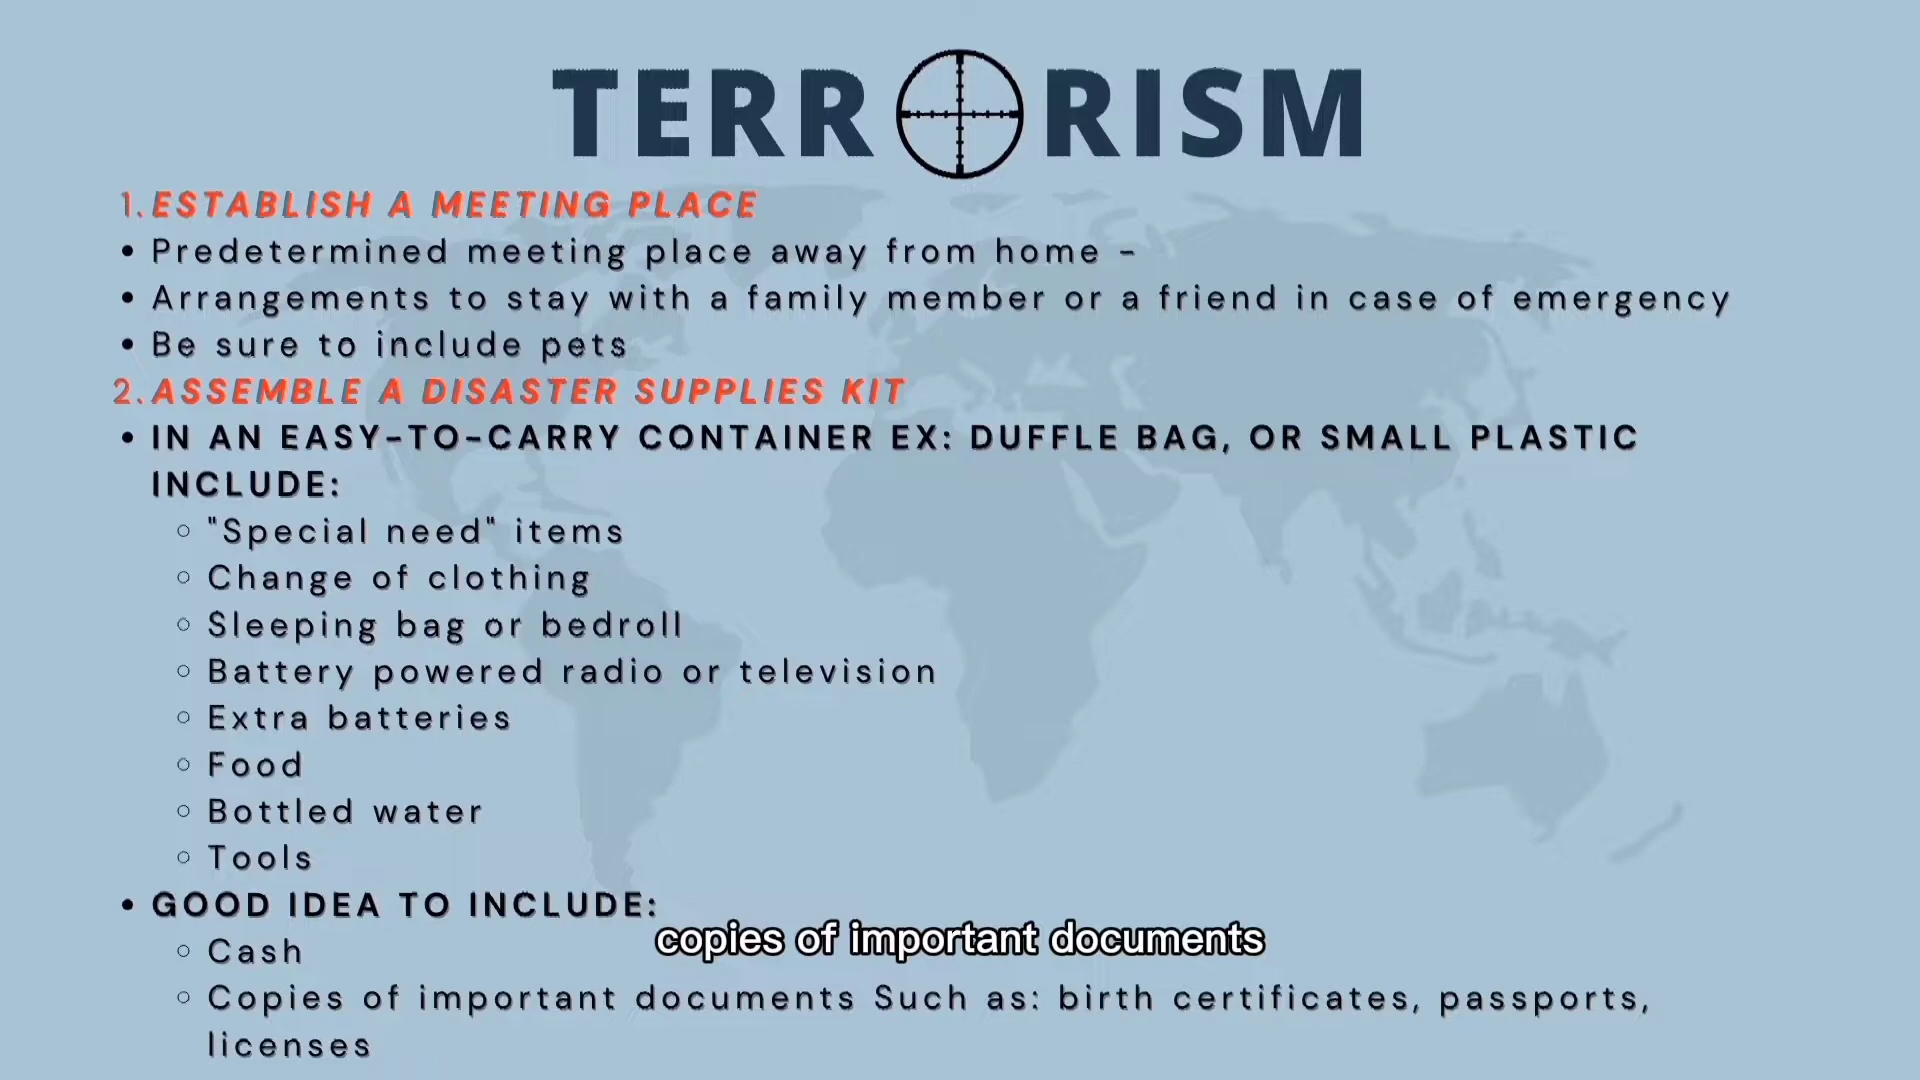 TERRORISM
1. ESTABLISH A MEETING PLACE
• Predetermined meeting place away from home -
• Arrangements to stay with a family member or a friend in case of emergency
• Be sure to include pets
2. ASSEMBLE A DISASTER SUPPLIES KIT
• IN AN EASY-TO-CARRY CONTAINER EX: DUFFLE BAG, OR SMALL PLASTIC
INCLUDE:
○ "Special need" items
○ Change of clothing
○ Sleeping bag or bedroll
○ Battery powered radio or television
○ Extra batteries
○ Food
○ Bottled water
○ Tools
• GOOD IDEA TO INCLUDE:
copies of important documents
○ Cash
○ Copies of important documents Such as: birth certificates, passports,
licenses